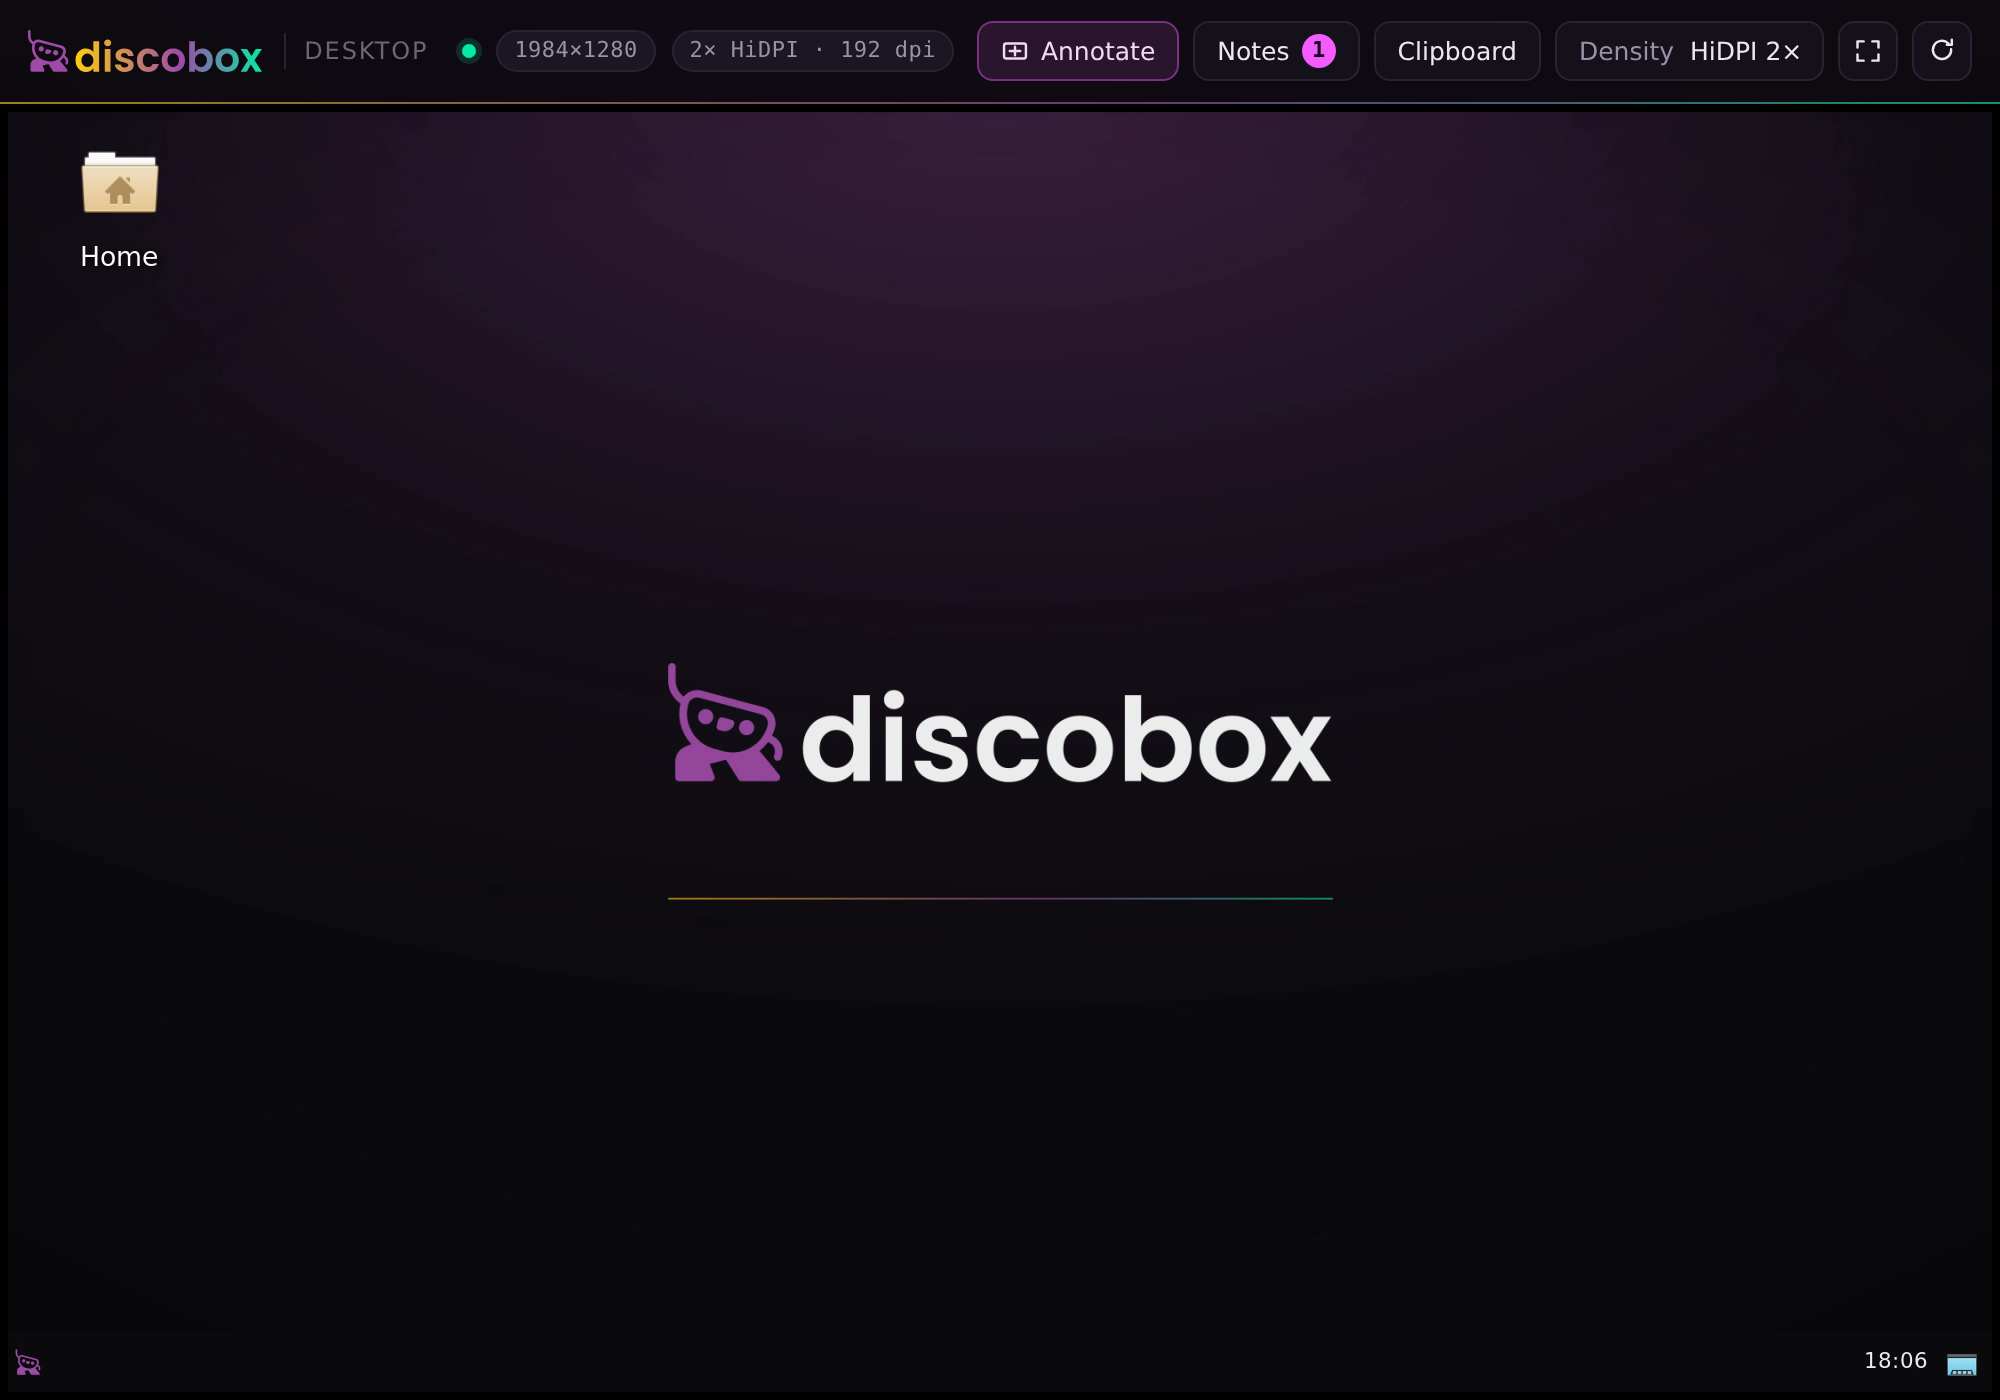 discobox DESKTOP 1984×1280 2× HiDPI · 192 dpi Annotate Notes 1 Clipboard Density HiDPI 2×
Home
discobox
18:06